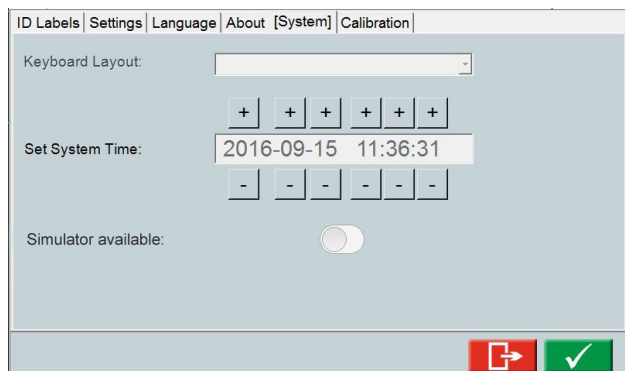 ID Labels Settings Language About [System] Calibration
Keyboard Layout:
+ + + + + +
Set System Time: 2016-09-15 11:36:31
- - - - - -
Simulator available: